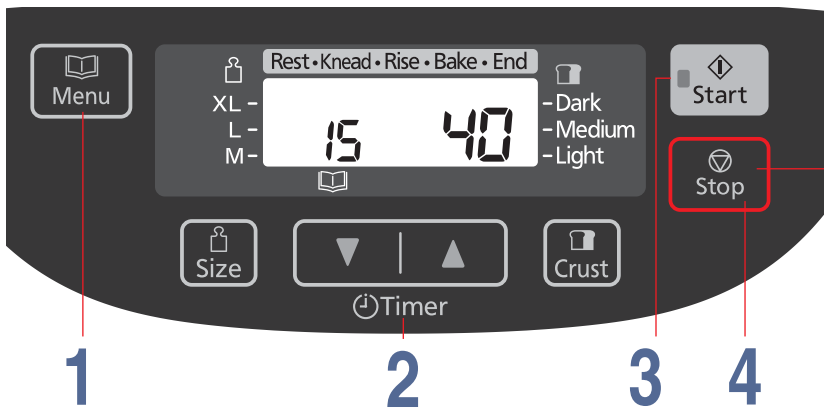 Menu
Rest • Knead • Rise • Bake • End
XL -
L -
M -
15 40
- Dark
- Medium
- Light
Start
Stop
Size
Timer
Crust
1
2
3
4